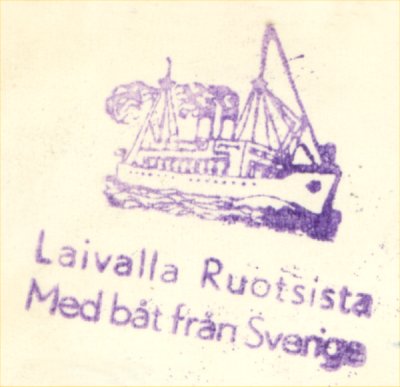 Laivalla Ruotsista
Med båt från Sverige